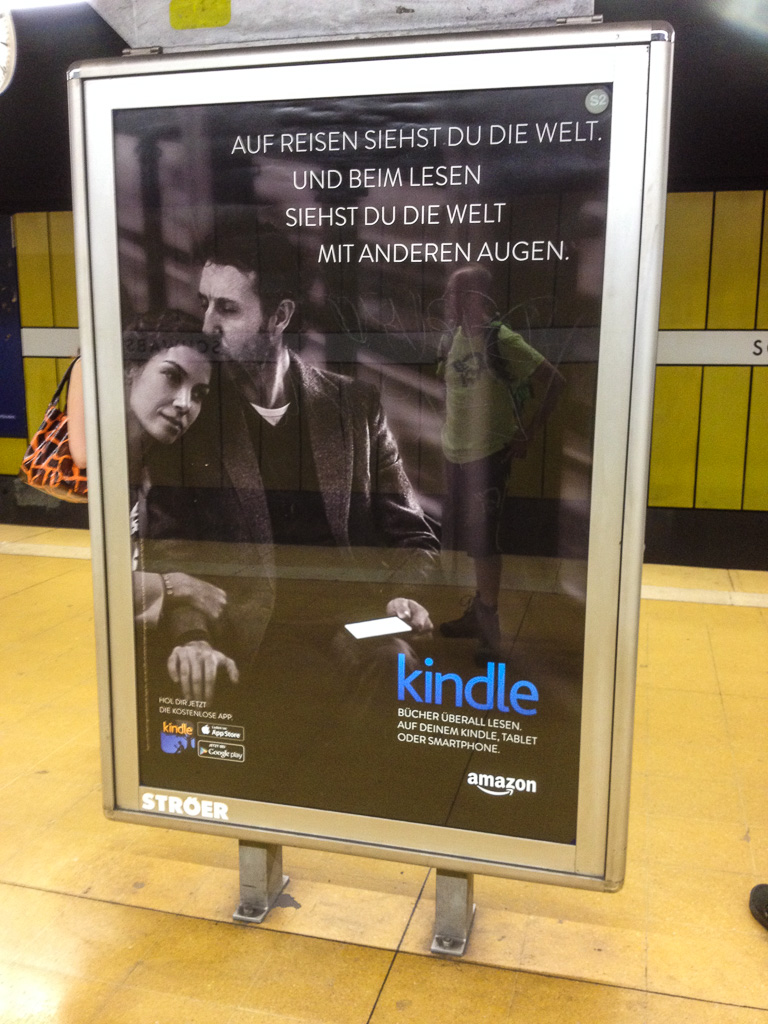 S2
AUF REISEN SIEHST DU DIE WELT.
UND BEIM LESEN
SIEHST DU DIE WELT
MIT ANDEREN AUGEN.
kindle
BÜCHER ÜBERALL LESEN.
AUF DEINEM KINDLE, TABLET
ODER SMARTPHONE.
HOL DIR JETZT
DIE KOSTENLOSE APP.
kindle
App Store
Google play
amazon
STRÖER